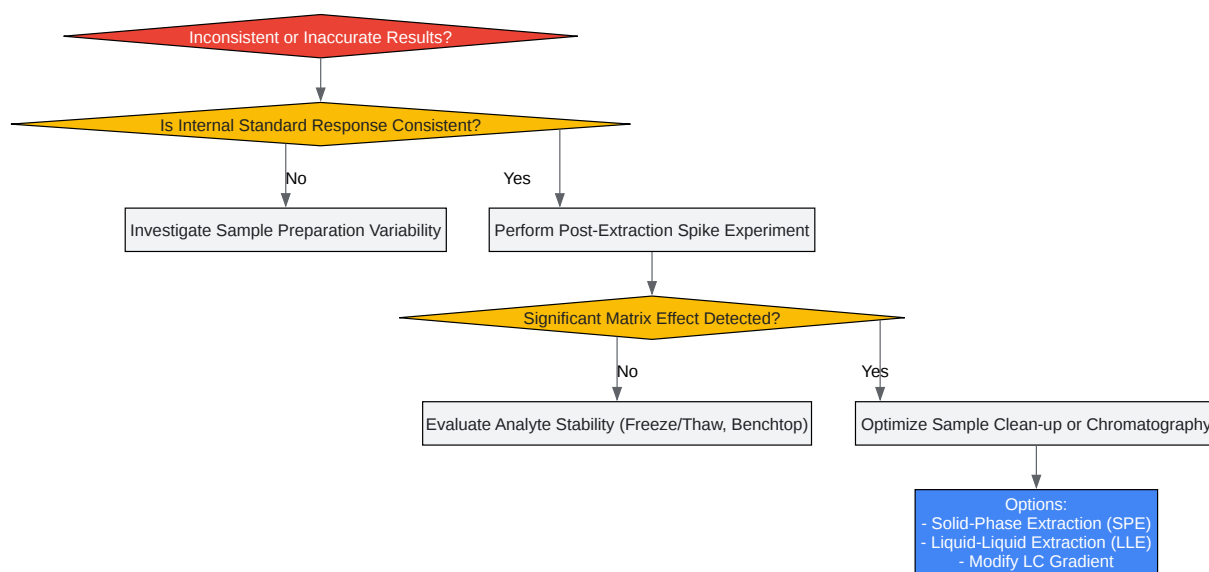 Inconsistent or Inaccurate Results?
Is Internal Standard Response Consistent?
No
Yes
Investigate Sample Preparation Variability
Perform Post-Extraction Spike Experiment
Significant Matrix Effect Detected?
No
Yes
Evaluate Analyte Stability (Freeze/Thaw, Benchtop)
Optimize Sample Clean-up or Chromatography
Options:
- Solid-Phase Extraction (SPE)
- Liquid-Liquid Extraction (LLE)
- Modify LC Gradient